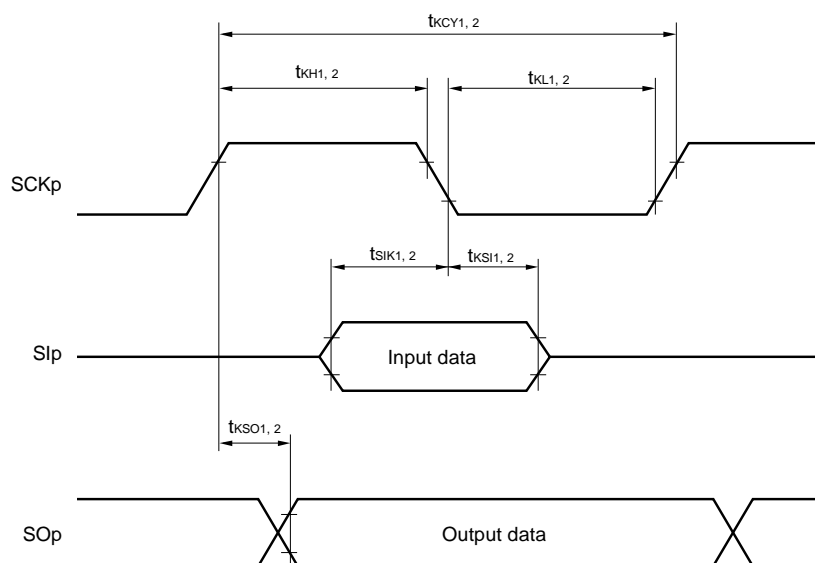 tKCY1, 2
tKH1, 2
tKL1, 2
SCKp
tSIK1, 2
tKSI1, 2
SIp
Input data
tKSO1, 2
SOp
Output data